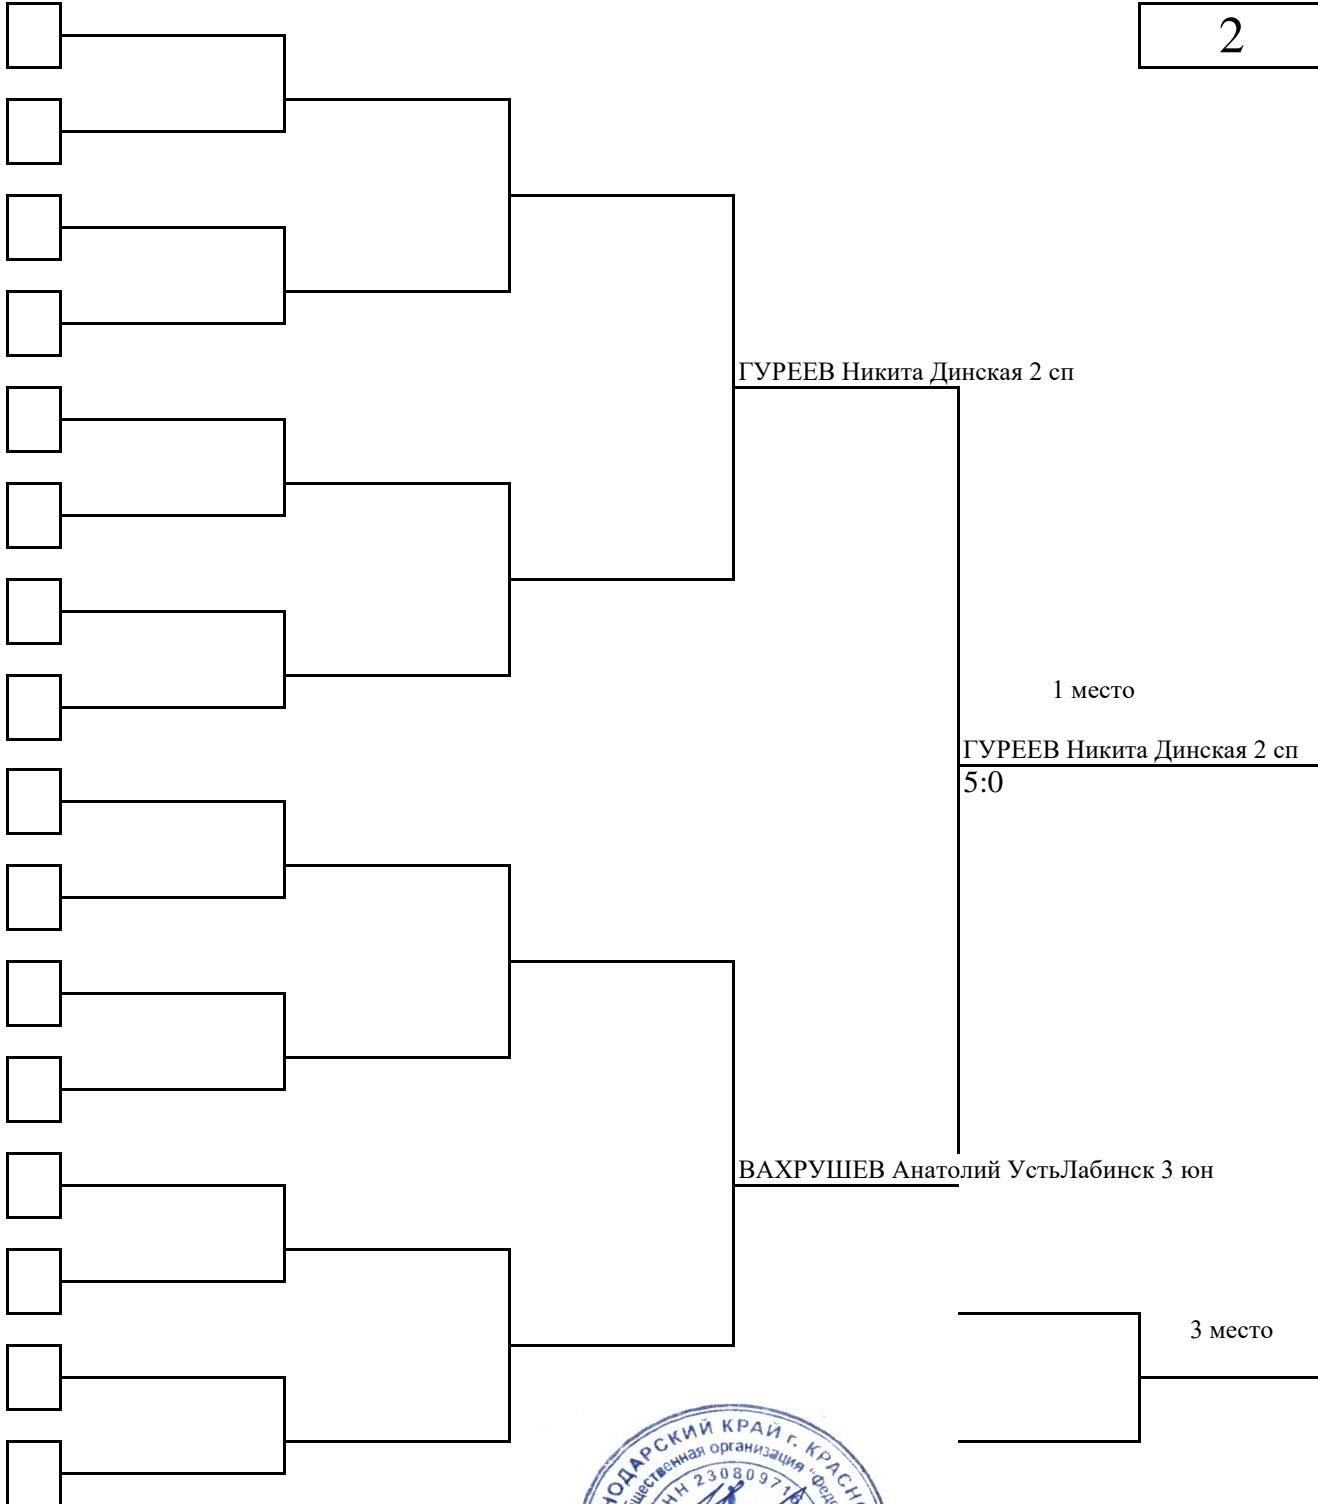 2
ГУРЕЕВ Никита Динская 2 сп
1 место
ГУРЕЕВ Никита Динская 2 сп
5:0
ВАХРУШЕВ Анатолий УстьЛабинск 3 юн
3 место
КРАЙ г.
организация